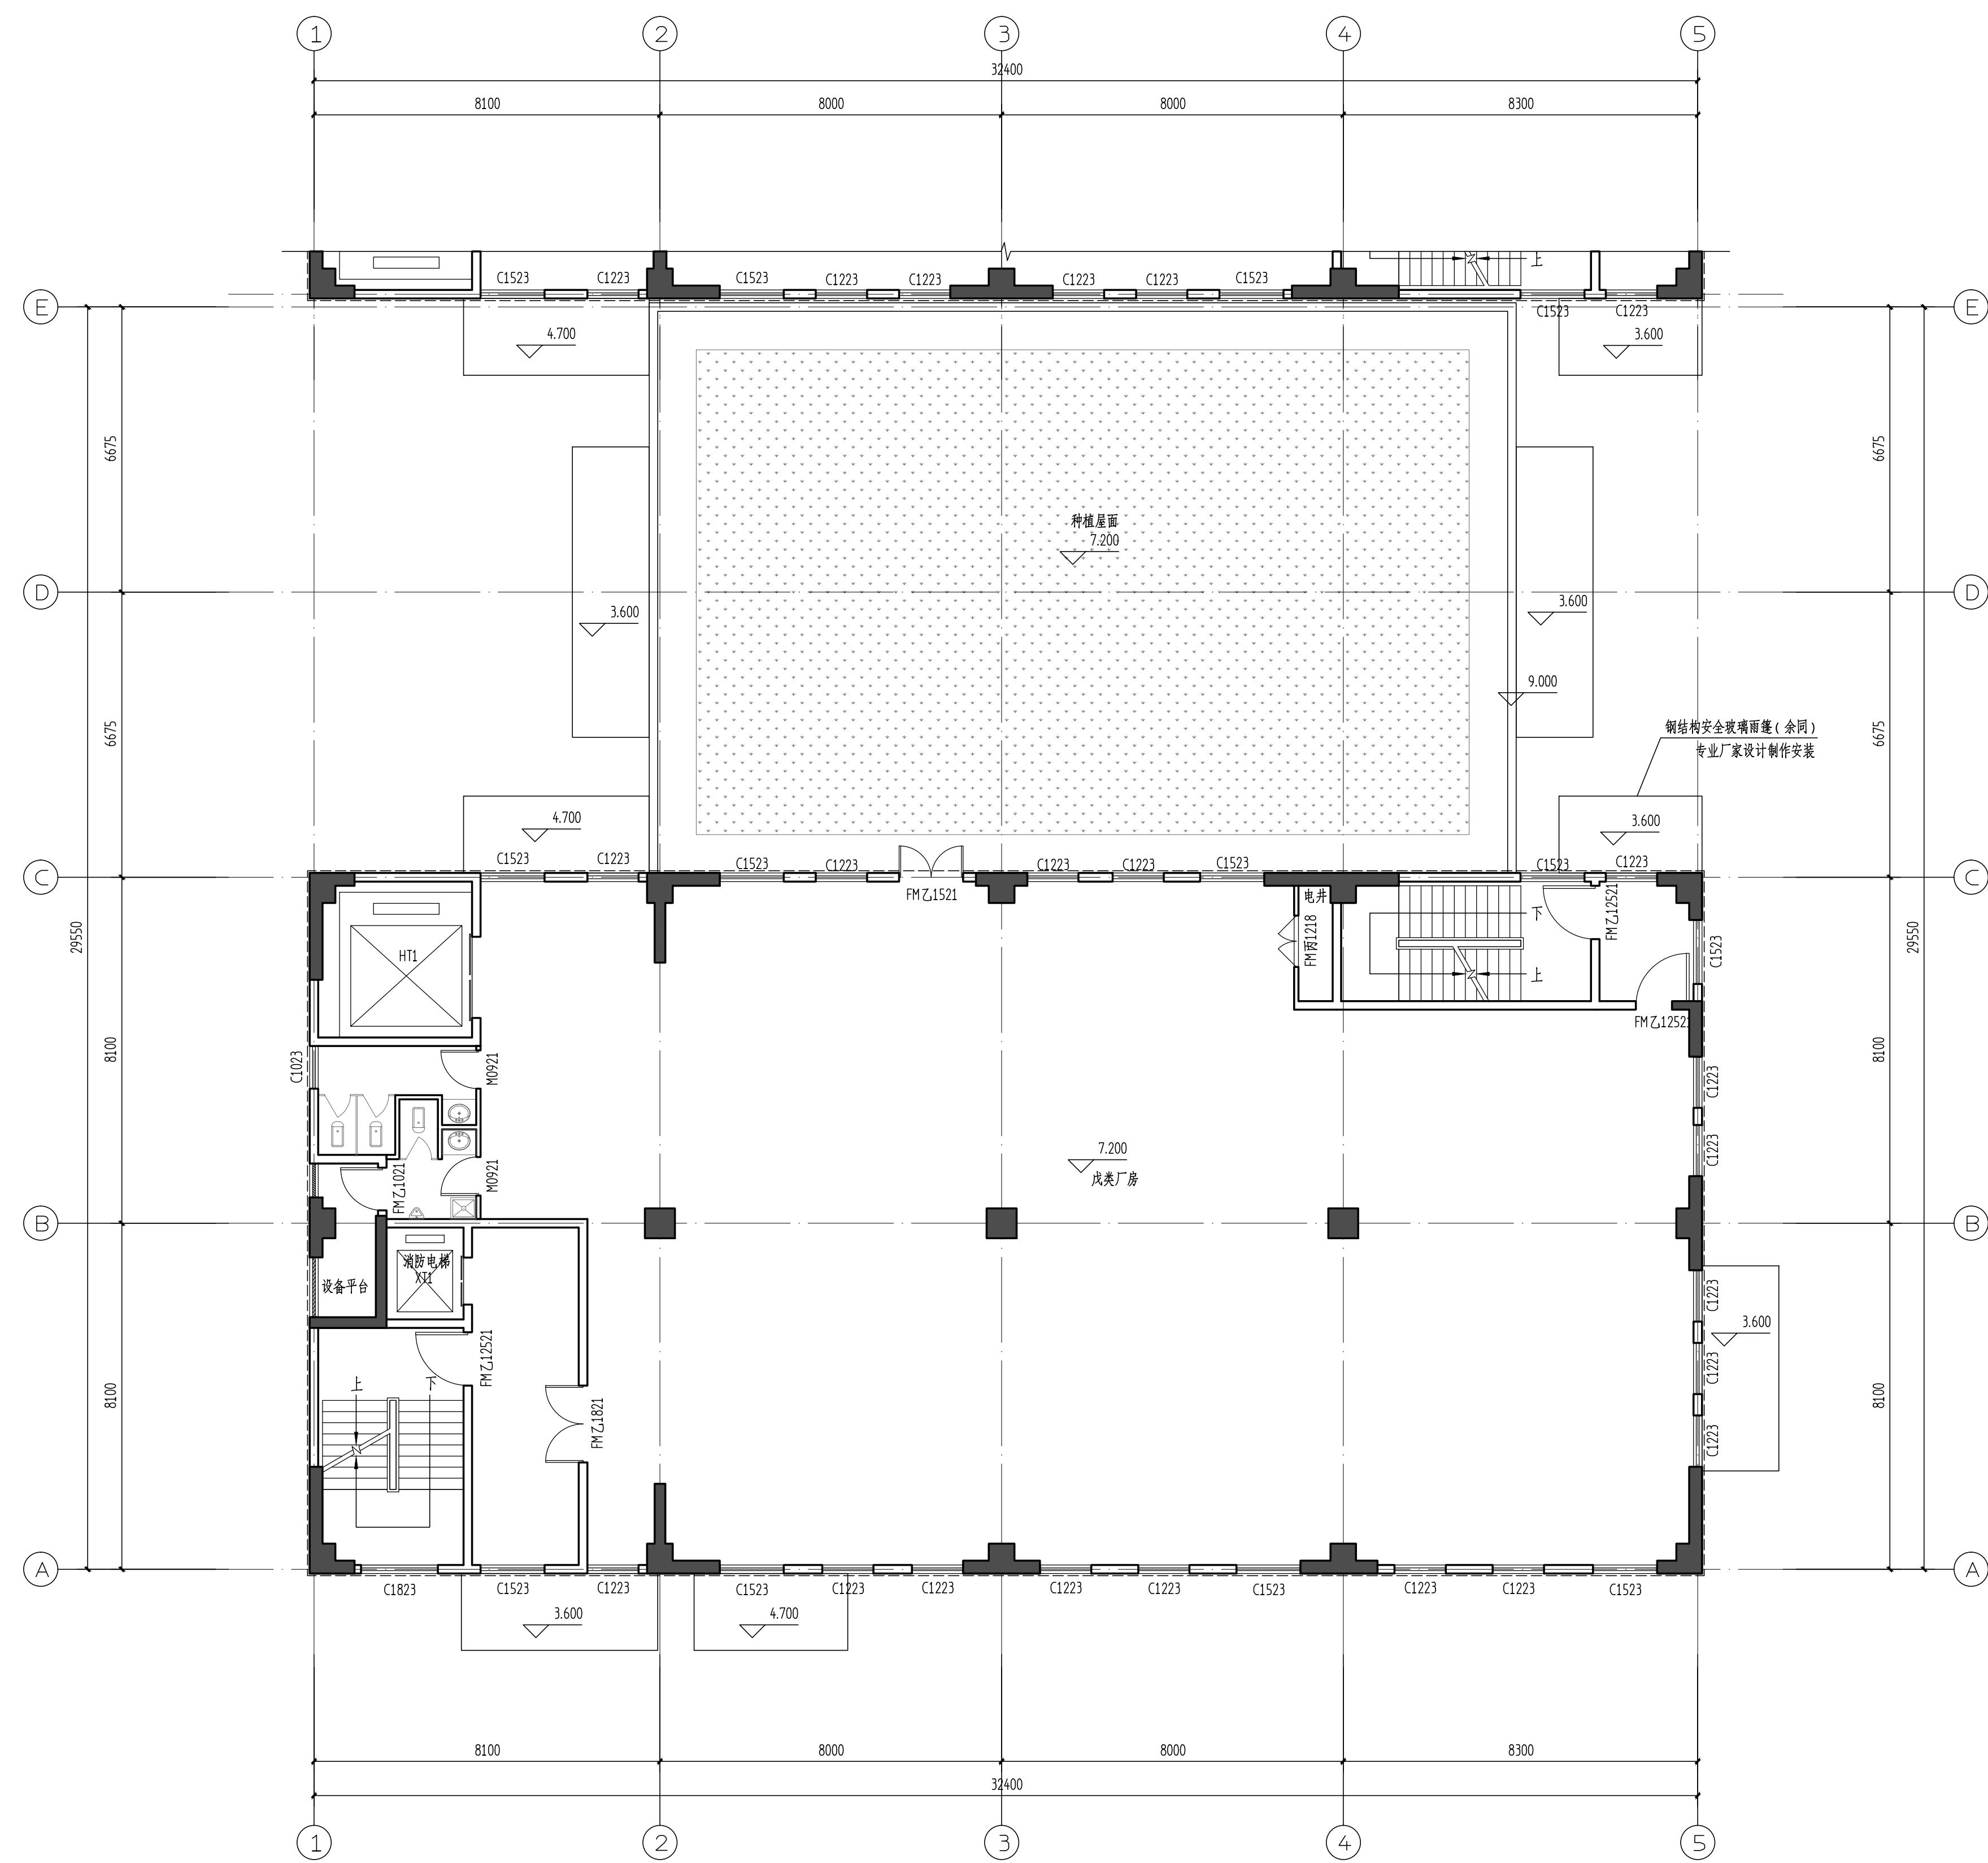 1 2 3 4 5
32400
8100 8000 8000 8300
上
C1523 C1223 C1523 C1223 C1223 C1223 C1223 C1523
C1523 C1223
E E
4.700 3.600
6675 6675
种植屋面
7.200
D D
3.600 3.600
9.000
钢结构安全玻璃雨篷(余同)
专业厂家设计制作安装
6675 6675
4.700 3.600
C1523 C1223 C1523 C1223 C1223 C1223 C1523 C1523 C1223
C C
FM乙1521
电井
FM丙1218
下
上
FM乙12521
C1523
29550 29550
HT1
FM乙12521
C1023
M0921
8100 8100
C1223
C1223
7.200
戊类厂房
M0921
FM乙1021
B B
消防电梯
XT1
设备平台
C1223
3.600
FM乙12521
C1223
上 下
8100 8100
FM乙1821
C1223
A A
C1823 C1523 C1223 C1523 C1223 C1223 C1223 C1223 C1523 C1223 C1223 C1523
3.600 4.700
8100 8000 8000 8300
32400
1 2 3 4 5